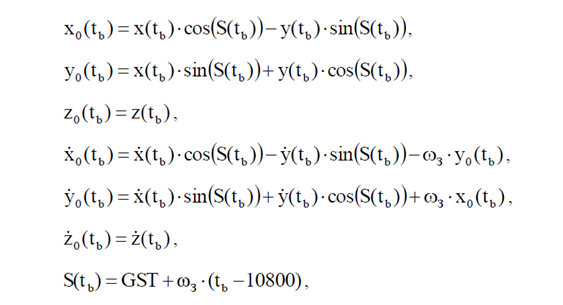 x₀(t_b) = x(t_b)·cos(S(t_b)) − y(t_b)·sin(S(t_b)),
y₀(t_b) = x(t_b)·sin(S(t_b)) + y(t_b)·cos(S(t_b)),
z₀(t_b) = z(t_b),
ẋ₀(t_b) = ẋ(t_b)·cos(S(t_b)) − ẏ(t_b)·sin(S(t_b)) − ω₃·y₀(t_b),
ẏ₀(t_b) = ẋ(t_b)·sin(S(t_b)) + ẏ(t_b)·cos(S(t_b)) + ω₃·x₀(t_b),
ż₀(t_b) = ż(t_b),
S(t_b) = GST + ω₃·(t_b − 10800),